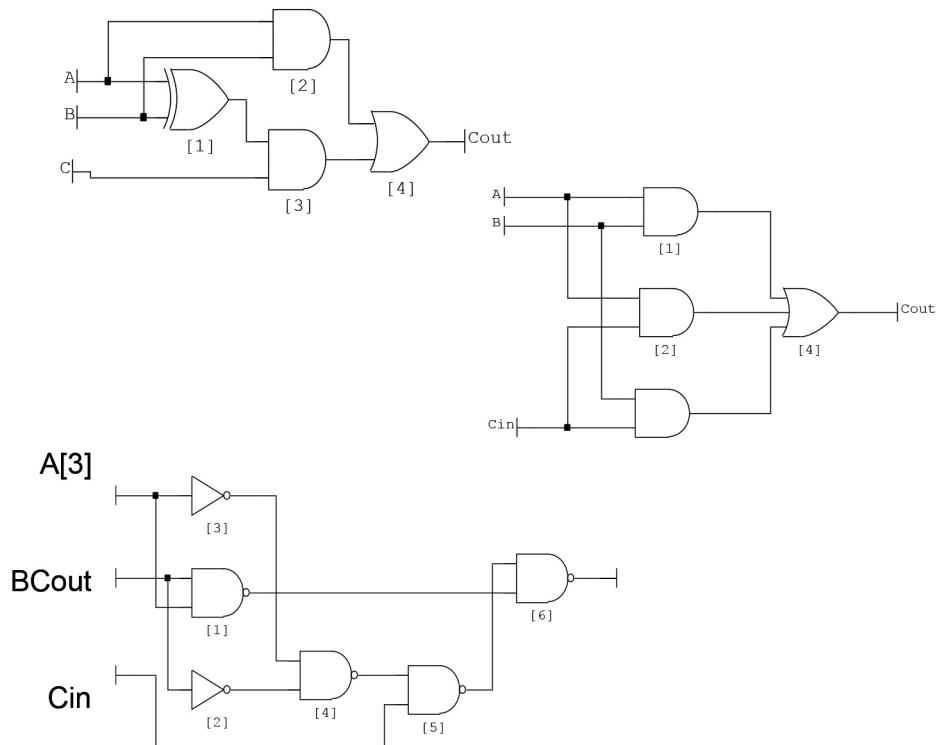 A
B
C
[1]
[2]
[3]
[4]
Cout
A
B
Cin
[1]
[2]
[4]
Cout
A[3]
BCout
Cin
[3]
[1]
[2]
[4]
[5]
[6]